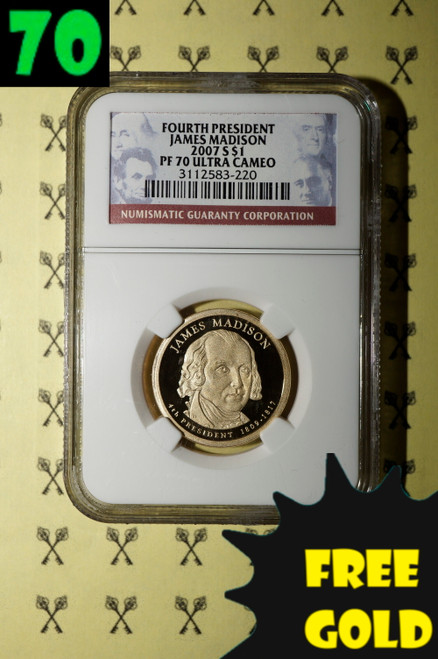 70
FOURTH PRESIDENT
JAMES MADISON
2007 S $1
PF 70 ULTRA CAMEO
3112583-220
NUMISMATIC GUARANTY CORPORATION
JAMES MADISON
4th PRESIDENT 1809-1817
FREE
GOLD